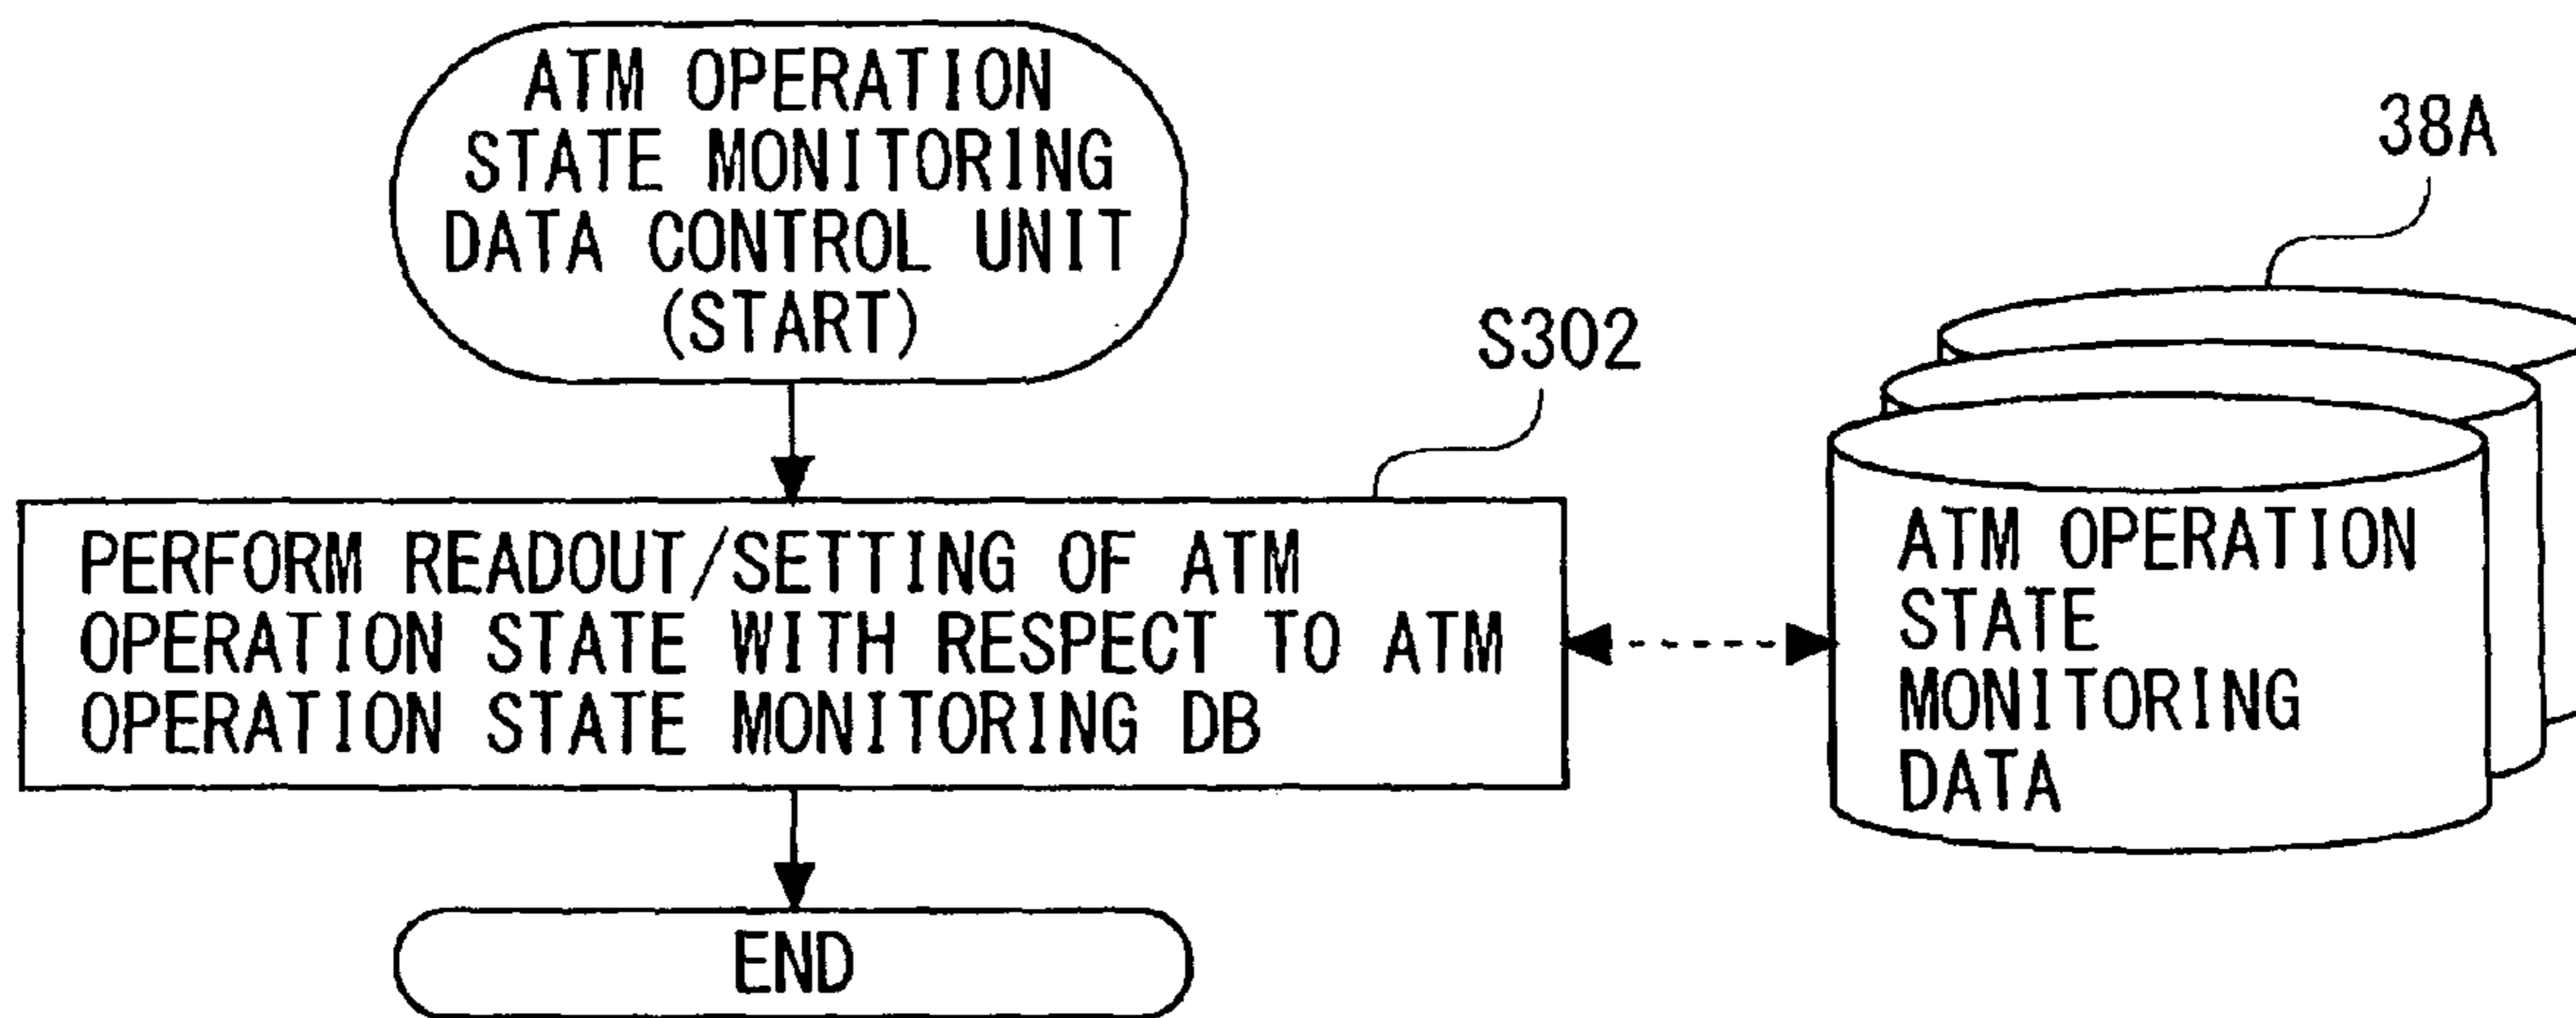 ATM OPERATION
STATE MONITORING
DATA CONTROL UNIT
(START)
38A
S302
PERFORM READOUT/SETTING OF ATM
OPERATION STATE WITH RESPECT TO ATM
OPERATION STATE MONITORING DB
ATM OPERATION
STATE
MONITORING
DATA
END